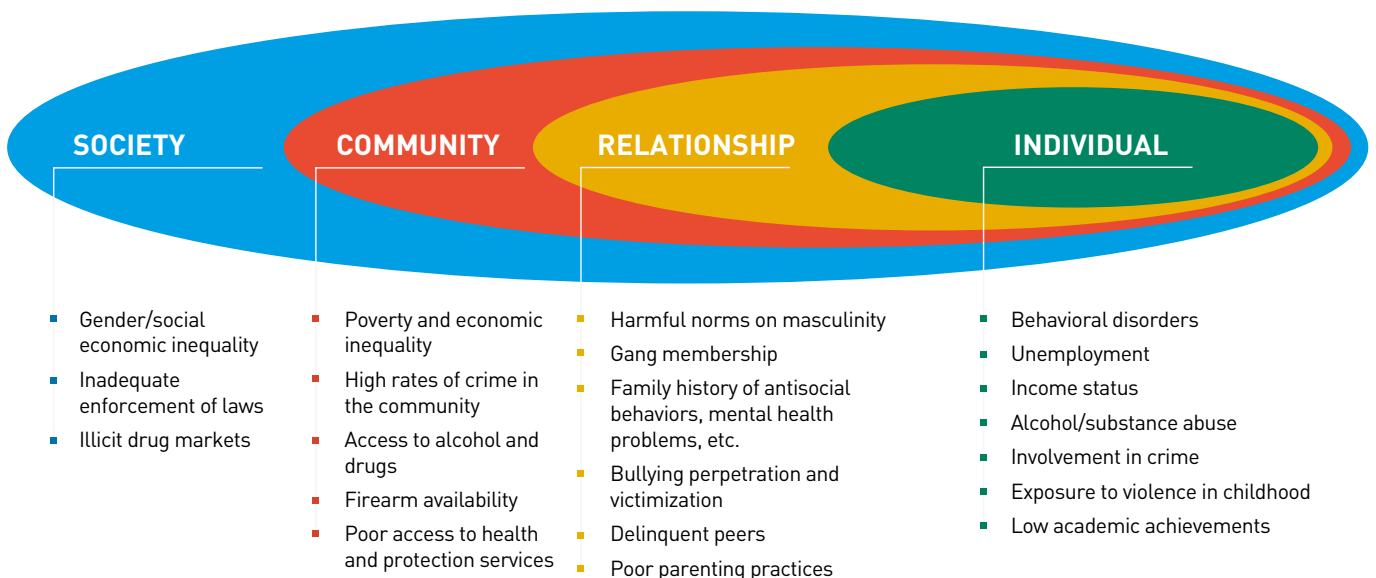 SOCIETY
COMMUNITY
RELATIONSHIP
INDIVIDUAL
Gender/social
economic inequality
Inadequate
enforcement of laws
Illicit drug markets
Poverty and economic
inequality
High rates of crime in
the community
Access to alcohol and
drugs
Firearm availability
Poor access to health
and protection services
Harmful norms on masculinity
Gang membership
Family history of antisocial
behaviors, mental health
problems, etc.
Bullying perpetration and
victimization
Delinquent peers
Poor parenting practices
Behavioral disorders
Unemployment
Income status
Alcohol/substance abuse
Involvement in crime
Exposure to violence in childhood
Low academic achievements